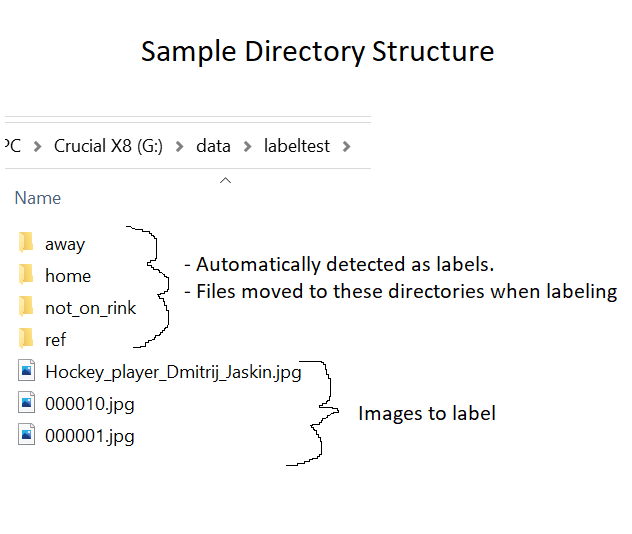 Sample Directory Structure
PC > Crucial X8 (G:) > data > labeltest >
Name
away
home
not_on_rink
ref
- Automatically detected as labels.
- Files moved to these directories when labeling
Hockey_player_Dmitrij_Jaskin.jpg
000010.jpg
000001.jpg
Images to label